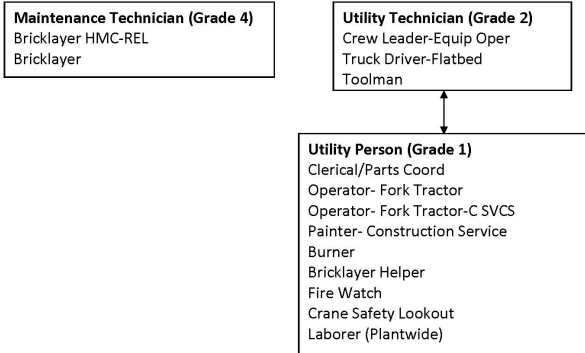 Maintenance Technician (Grade 4)
Bricklayer HMC-REL
Bricklayer
Utility Technician (Grade 2)
Crew Leader-Equip Oper
Truck Driver-Flatbed
Toolman
Utility Person (Grade 1)
Clerical/Parts Coord
Operator- Fork Tractor
Operator- Fork Tractor-C SVCS
Painter- Construction Service
Burner
Bricklayer Helper
Fire Watch
Crane Safety Lookout
Laborer (Plantwide)